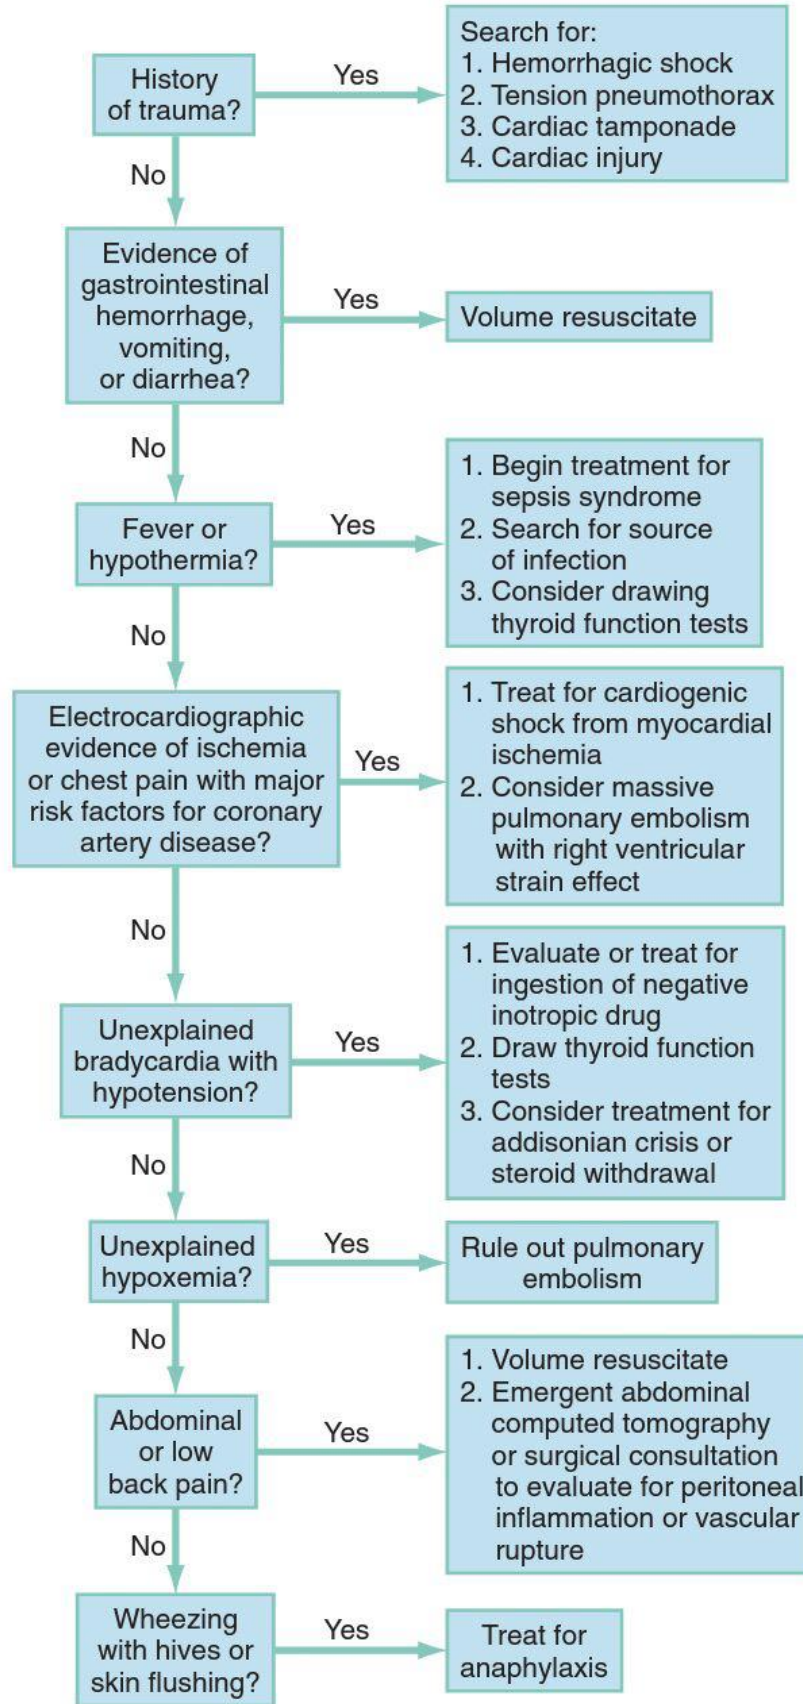 History
of trauma?
Yes
Search for:
1. Hemorrhagic shock
2. Tension pneumothorax
3. Cardiac tamponade
4. Cardiac injury
No
Evidence of
gastrointestinal
hemorrhage,
vomiting,
or diarrhea?
Yes
Volume resuscitate
No
Fever or
hypothermia?
Yes
1. Begin treatment for
sepsis syndrome
2. Search for source
of infection
3. Consider drawing
thyroid function tests
No
Electrocardiographic
evidence of ischemia
or chest pain with major
risk factors for coronary
artery disease?
Yes
1. Treat for cardiogenic
shock from myocardial
ischemia
2. Consider massive
pulmonary embolism
with right ventricular
strain effect
No
Unexplained
bradycardia with
hypotension?
Yes
1. Evaluate or treat for
ingestion of negative
inotropic drug
2. Draw thyroid function
tests
3. Consider treatment for
addisonian crisis or
steroid withdrawal
No
Unexplained
hypoxemia?
Yes
Rule out pulmonary
embolism
No
Abdominal
or low
back pain?
Yes
1. Volume resuscitate
2. Emergent abdominal
computed tomography
or surgical consultation
to evaluate for peritoneal
inflammation or vascular
rupture
No
Wheezing
with hives or
skin flushing?
Yes
Treat for
anaphylaxis